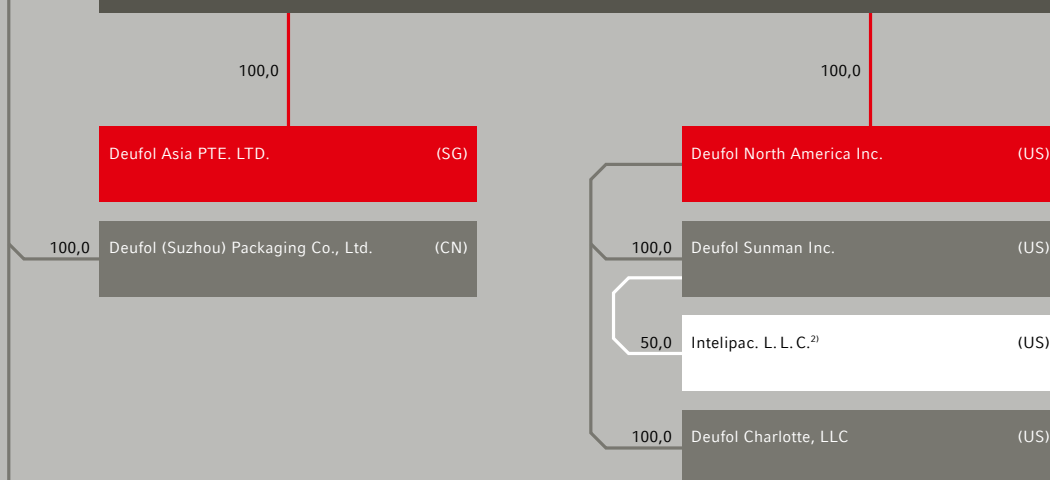 100,0
100,0
Deufol Asia PTE. LTD. (SG)
Deufol North America Inc. (US)
100,0 Deufol (Suzhou) Packaging Co., Ltd. (CN)
100,0 Deufol Sunman Inc. (US)
50,0 Intelipac. L. L. C.²⁾ (US)
100,0 Deufol Charlotte, LLC (US)